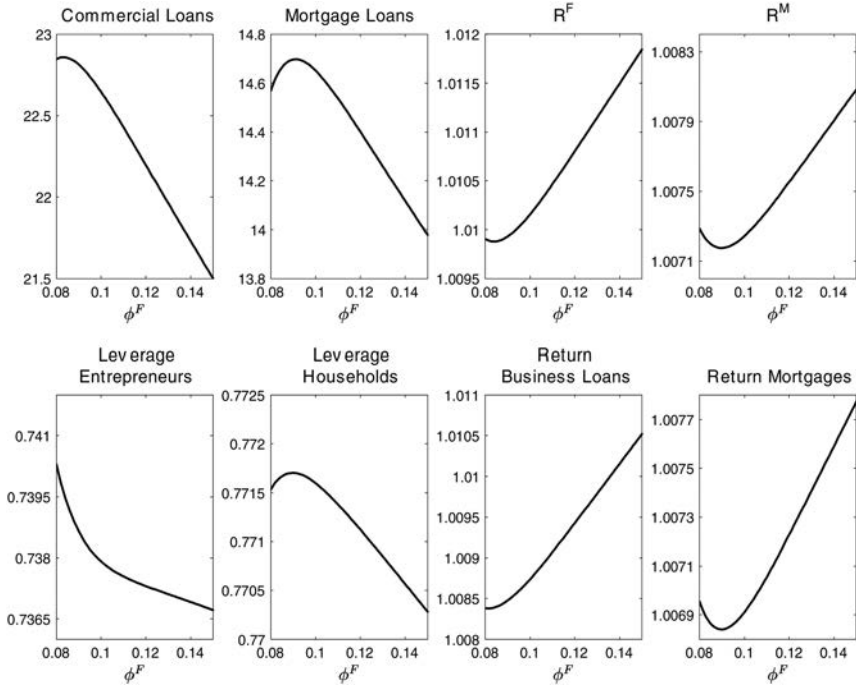 Commercial Loans
23
22.5
22
21.5
0.08 0.1 0.12 0.14
ϕ^F
Mortgage Loans
14.8
14.6
14.4
14.2
14
13.8
0.08 0.1 0.12 0.14
ϕ^F
R^F
1.012
1.0115
1.011
1.0105
1.01
1.0095
0.08 0.1 0.12 0.14
ϕ^F
R^M
1.0083
1.0079
1.0075
1.0071
0.08 0.1 0.12 0.14
ϕ^F
Leverage
Entrepreneurs
0.741
0.7395
0.738
0.7365
0.08 0.1 0.12 0.14
ϕ^F
Leverage
Households
0.7725
0.772
0.7715
0.771
0.7705
0.77
0.08 0.1 0.12 0.14
ϕ^F
Return
Business Loans
1.011
1.0105
1.01
1.0095
1.009
1.0085
1.008
0.08 0.1 0.12 0.14
ϕ^F
Return Mortgages
1.0077
1.0075
1.0073
1.0071
1.0069
0.08 0.1 0.12 0.14
ϕ^F